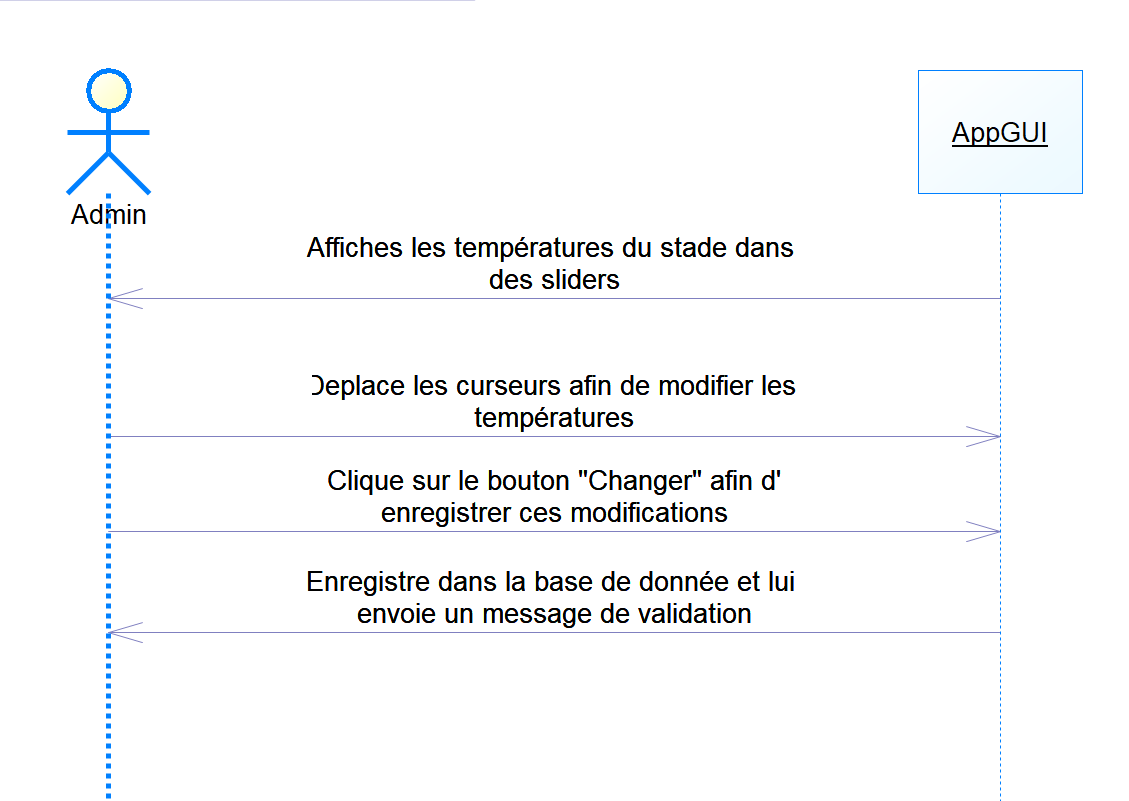 AppGUI
Admin
Affiches les températures du stade dans
des sliders
Deplace les curseurs afin de modifier les
températures
Clique sur le bouton "Changer" afin d'
enregistrer ces modifications
Enregistre dans la base de donnée et lui
envoie un message de validation